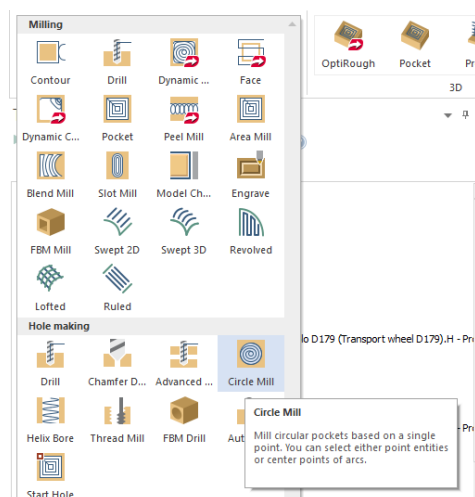 Milling
Contour
Drill
Dynamic ...
Face
Dynamic C...
Pocket
Peel Mill
Area Mill
Blend Mill
Slot Mill
Model Ch...
Engrave
FBM Mill
Swept 2D
Swept 3D
Revolved
Lofted
Ruled
Hole making
Drill
Chamfer D...
Advanced ...
Circle Mill
Helix Bore
Thread Mill
FBM Drill
Aut
Start Hole
OptiRough
Pocket
Pr
3D
lo D179 (Transport wheel D179).H - Pr
Circle Mill
Mill circular pockets based on a single
point. You can select either point entities
or center points of arcs.
Pr